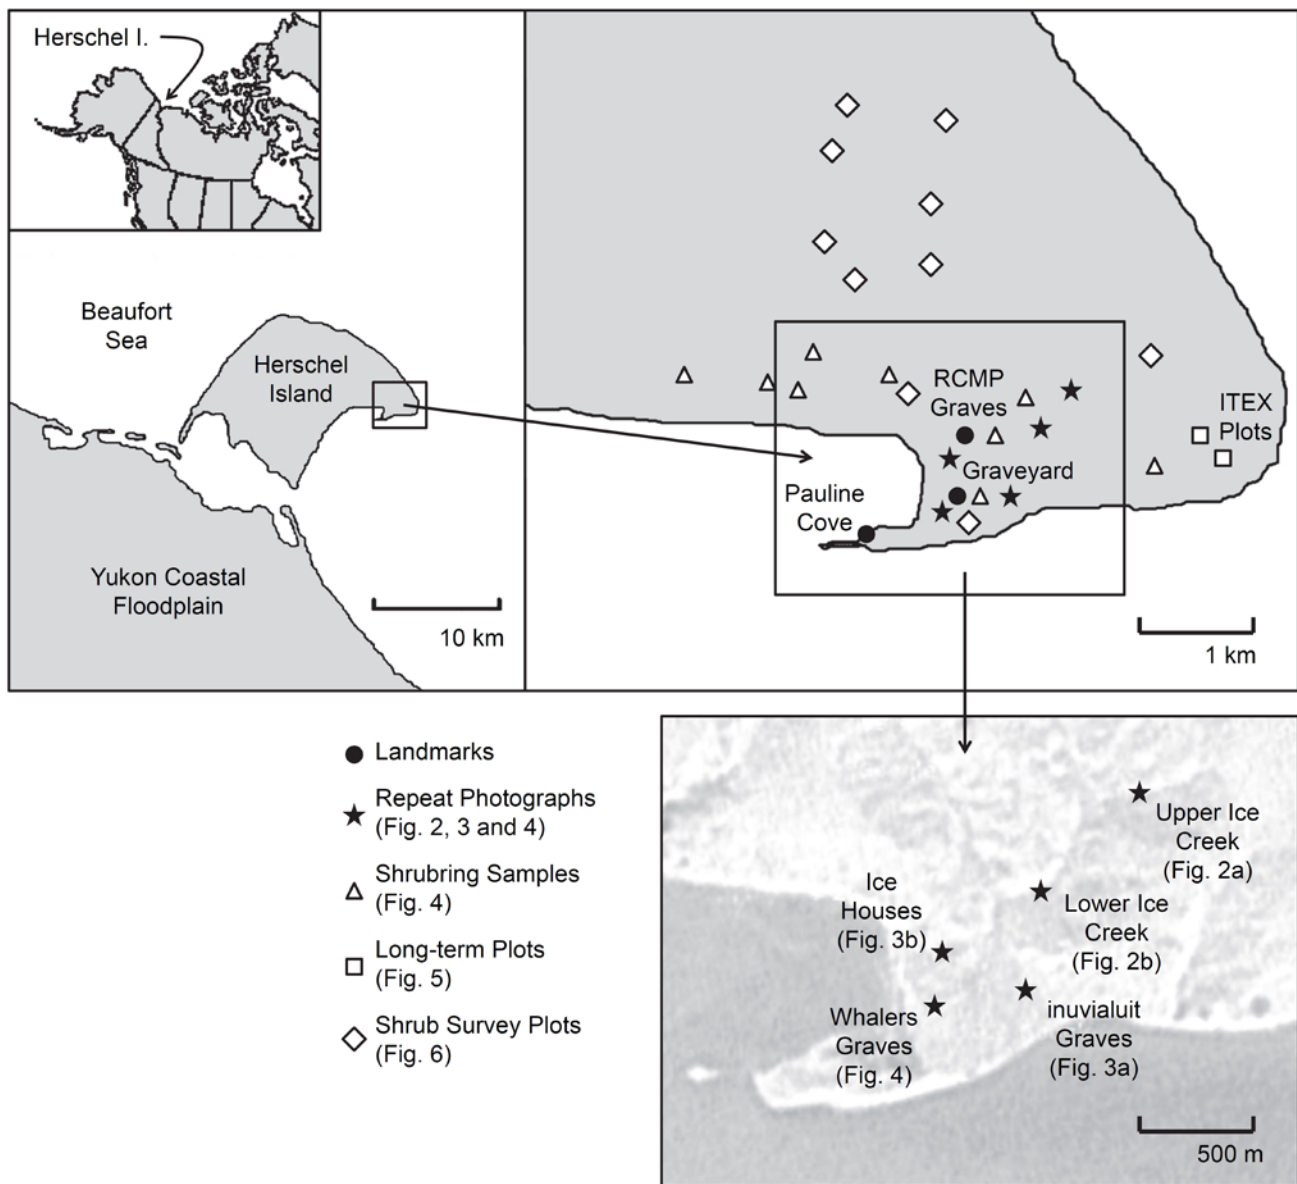 Herschel I.
Beaufort
Sea
Herschel
Island
Yukon Coastal
Floodplain
10 km
RCMP
Graves
ITEX
Plots
Graveyard
Pauline
Cove
1 km
Landmarks
Repeat Photographs
(Fig. 2, 3 and 4)
Shrubring Samples
(Fig. 4)
Long-term Plots
(Fig. 5)
Shrub Survey Plots
(Fig. 6)
Upper Ice
Creek
(Fig. 2a)
Ice
Houses
(Fig. 3b)
Lower Ice
Creek
(Fig. 2b)
Whalers
Graves
(Fig. 4)
inuvialuit
Graves
(Fig. 3a)
500 m